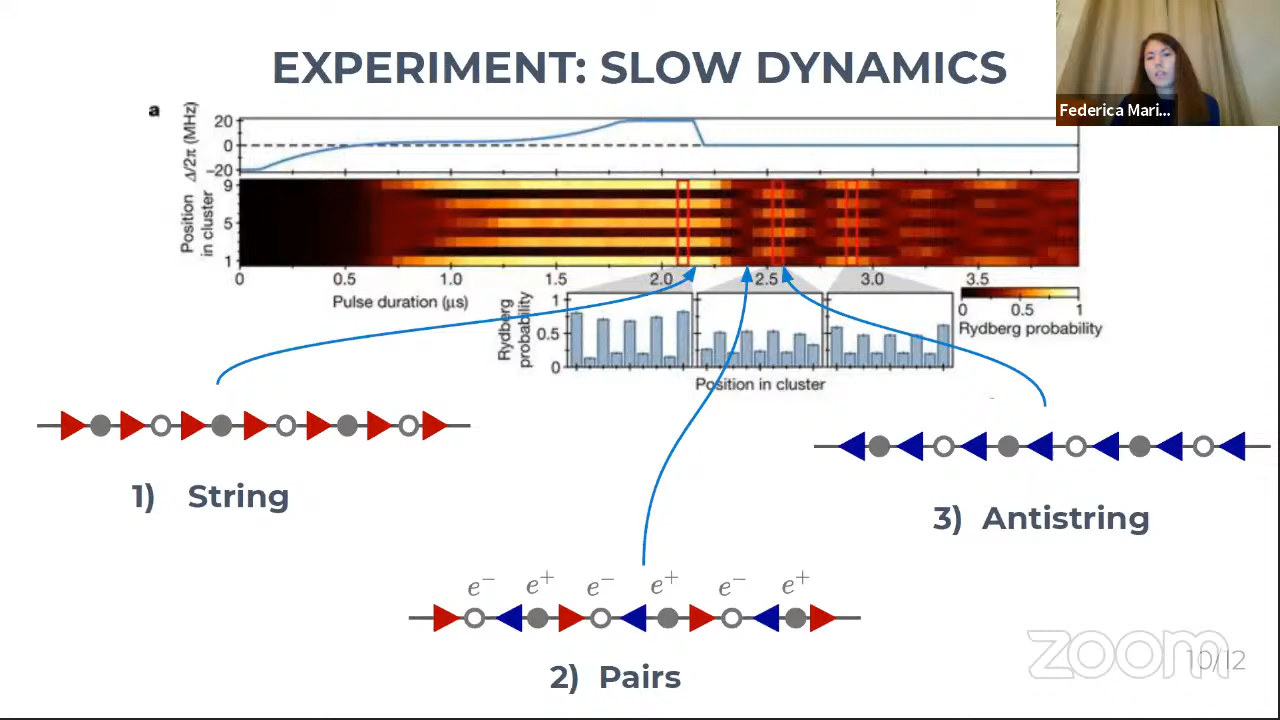 EXPERIMENT: SLOW DYNAMICS
Federica Mari...
a
Δ/2π (MHz)
20
0
−20
Position
in cluster
9
5
1
0 0.5 1.0 1.5 2.0 2.5 3.0 3.5
Pulse duration (μs)
Rydberg
probability
1
0.5
0
Position in cluster
0 0.5 1
Rydberg probability
1) String
3) Antistring
e⁻ e⁺ e⁻ e⁺ e⁻ e⁺
2) Pairs
zoom
10/12